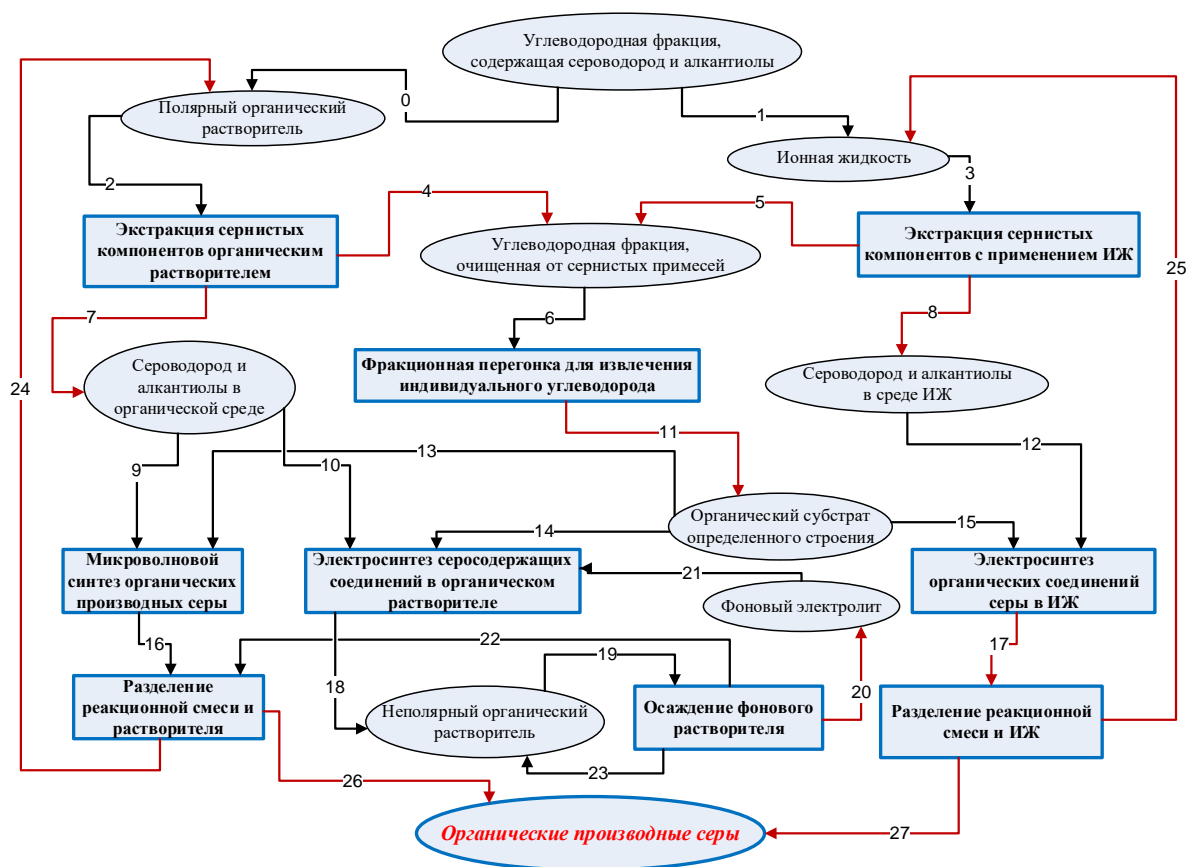 Углеводородная фракция,
содержащая сероводород и алкантиолы
0
1
Полярный органический
растворитель
Ионная жидкость
2
3
4
5
Экстракция сернистых
компонентов органическим
растворителем
Углеводородная фракция,
очищенная от сернистых примесей
Экстракция сернистых
компонентов с применением ИЖ
25
7
6
8
Сероводород и
алкантиолы в
органической среде
Фракционная перегонка для извлечения
индивидуального углеводорода
Сероводород и алкантиолы
в среде ИЖ
24
9
10
13
11
12
Органический субстрат
определенного строения
14
15
Микроволновой
синтез органических
производных серы
Электросинтез серосодержащих
соединений в органическом
растворителе
21
Фоновый электролит
Электросинтез
органических соединений
серы в ИЖ
16
22
17
18
19
20
Разделение
реакционной смеси и
растворителя
Неполярный органический
растворитель
Осаждение фонового
растворителя
Разделение реакционной
смеси и ИЖ
23
26
Органические производные серы
27